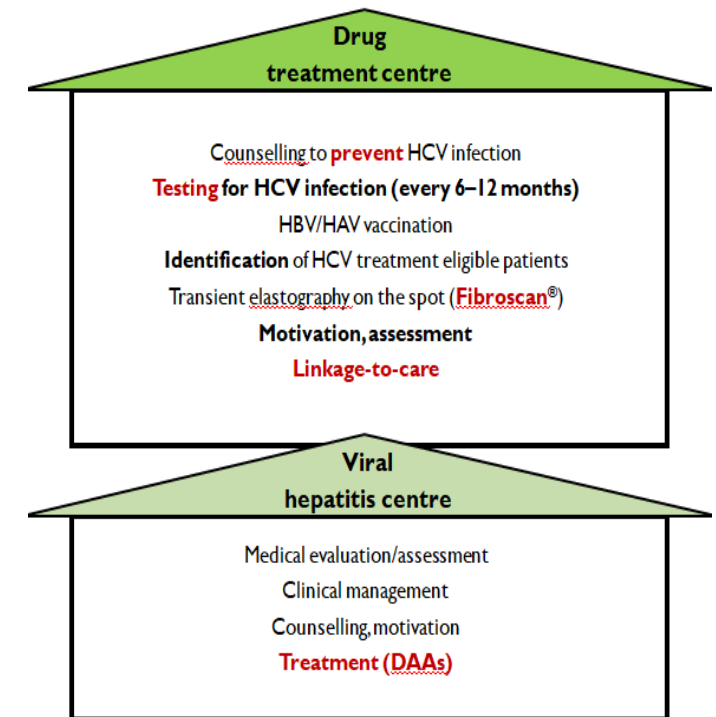 Drug
treatment centre
Counselling to prevent HCV infection
Testing for HCV infection (every 6–12 months)
HBV/HAV vaccination
Identification of HCV treatment eligible patients
Transient elastography on the spot (Fibroscan®)
Motivation, assessment
Linkage-to-care
Viral
hepatitis centre
Medical evaluation/assessment
Clinical management
Counselling, motivation
Treatment (DAAs)